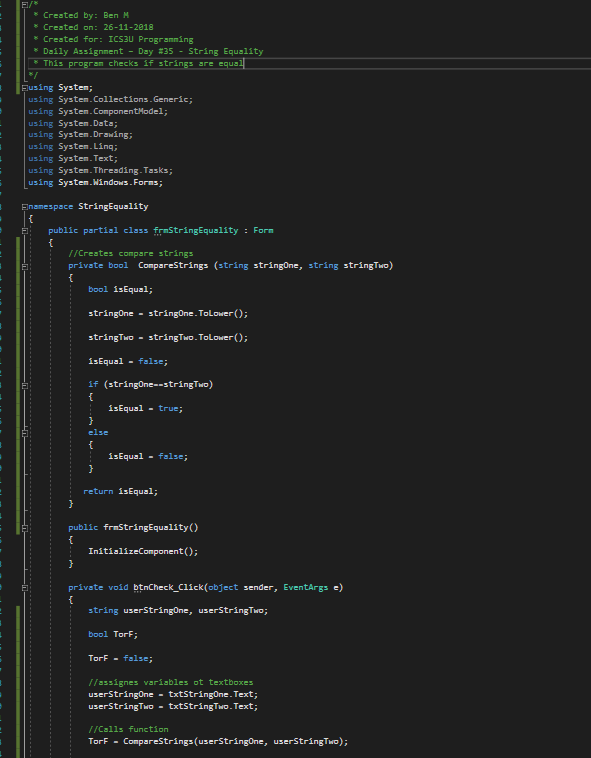 /*
 * Created by: Ben M
 * Created on: 26-11-2018
 * Created for: ICS3U Programming
 * Daily Assignment – Day #35 - String Equality
 * This program checks if strings are equal
*/
using System;
using System.Collections.Generic;
using System.ComponentModel;
using System.Data;
using System.Drawing;
using System.Linq;
using System.Text;
using System.Threading.Tasks;
using System.Windows.Forms;
namespace StringEquality
{
public partial class frmStringEquality : Form
{
//Creates compare strings
private bool  CompareStrings (string stringOne, string stringTwo)
{
bool isEqual;
stringOne = stringOne.ToLower();
stringTwo = stringTwo.ToLower();
isEqual = false;
if (stringOne==stringTwo)
{
isEqual = true;
}
else
{
isEqual = false;
}
return isEqual;
}
public frmStringEquality()
{
InitializeComponent();
}
private void btnCheck_Click(object sender, EventArgs e)
{
string userStringOne, userStringTwo;
bool TorF;
TorF = false;
//assignes variables ot textboxes
userStringOne = txtStringOne.Text;
userStringTwo = txtStringTwo.Text;
//Calls function
TorF = CompareStrings(userStringOne, userStringTwo);